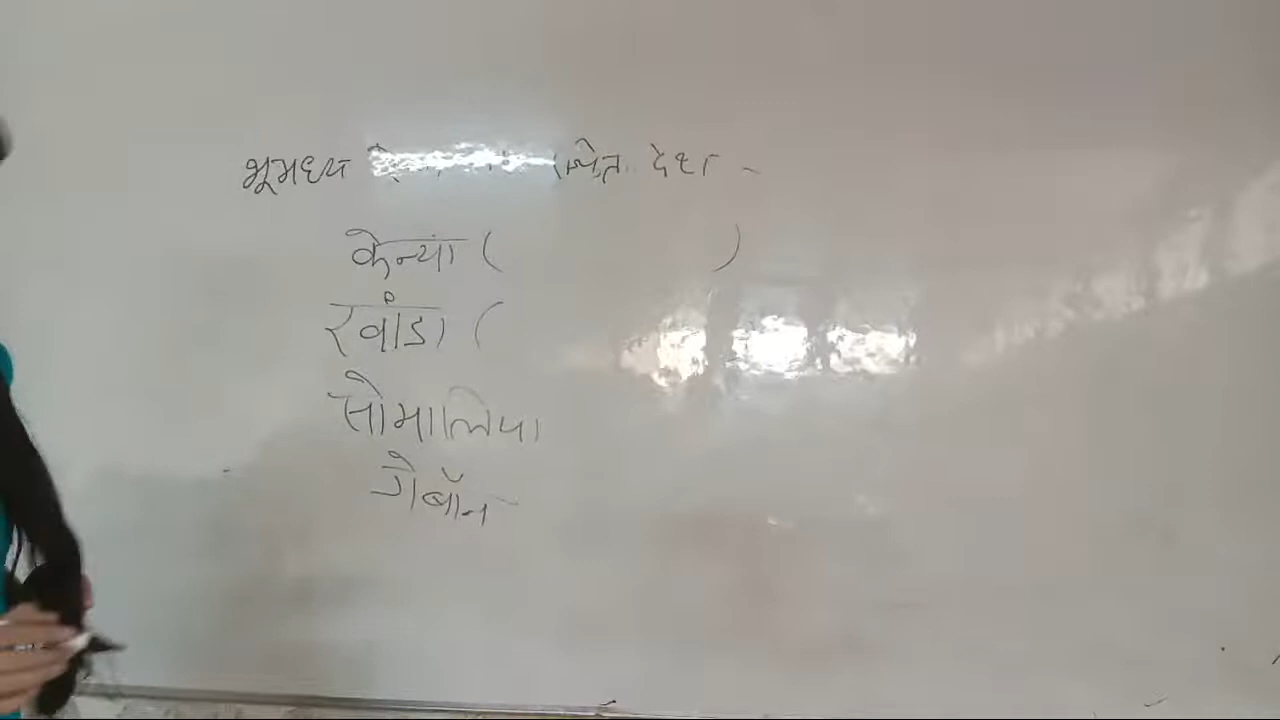 भूमध्य स्थित देश -
केन्यां ( )
रवांडा (
सोमालिया
गेबॉन